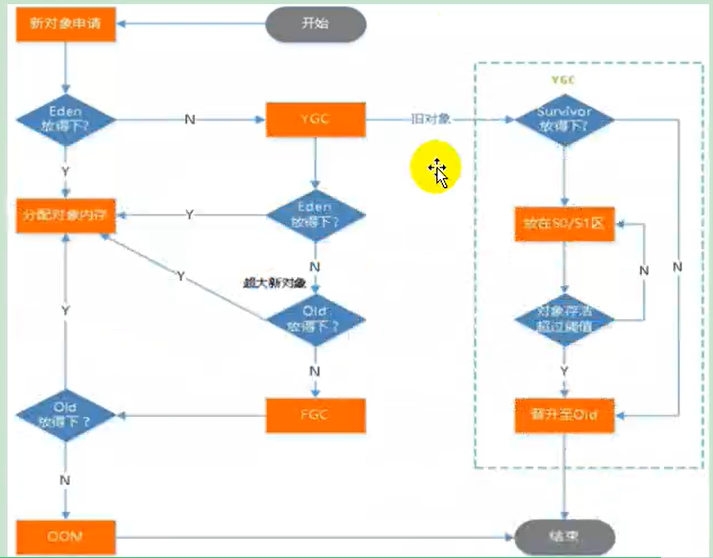 新对象申请
开始
YGC
Eden
放得下?
N
YGC
旧对象
Survivor
放得下?
Y
分配对象内存
Y
Eden
放得下?
放在S0/S1区
N
N
N
超大新对象
Y
Y
Old
放得下?
对象存活
超过阈值
N
Y
Old
放得下?
FGC
晋升至Old
N
OOM
结束